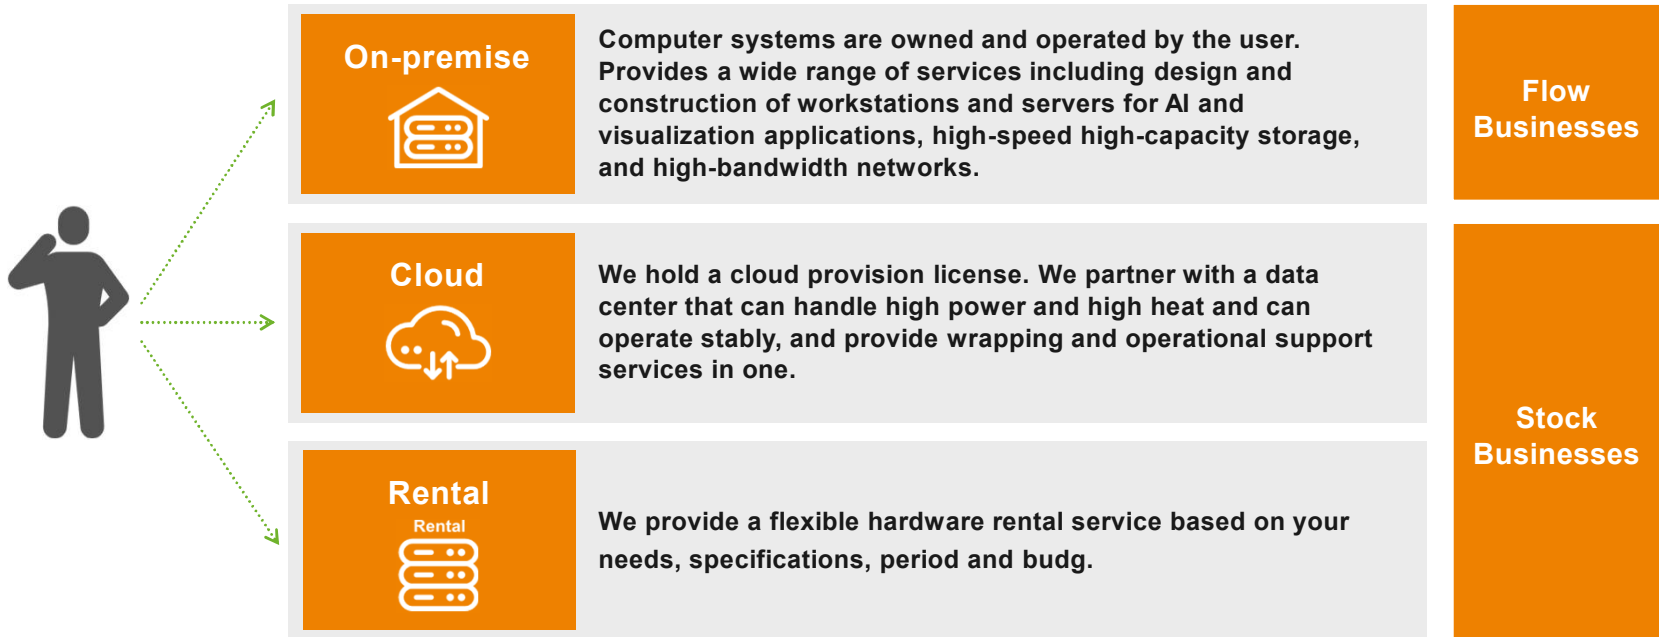 On-premise
Computer systems are owned and operated by the user.
Provides a wide range of services including design and
construction of workstations and servers for AI and
visualization applications, high-speed high-capacity storage,
and high-bandwidth networks.
Flow
Businesses
Cloud
We hold a cloud provision license. We partner with a data
center that can handle high power and high heat and can
operate stably, and provide wrapping and operational support
services in one.
Stock
Businesses
Rental
Rental
We provide a flexible hardware rental service based on your
needs, specifications, period and budg.